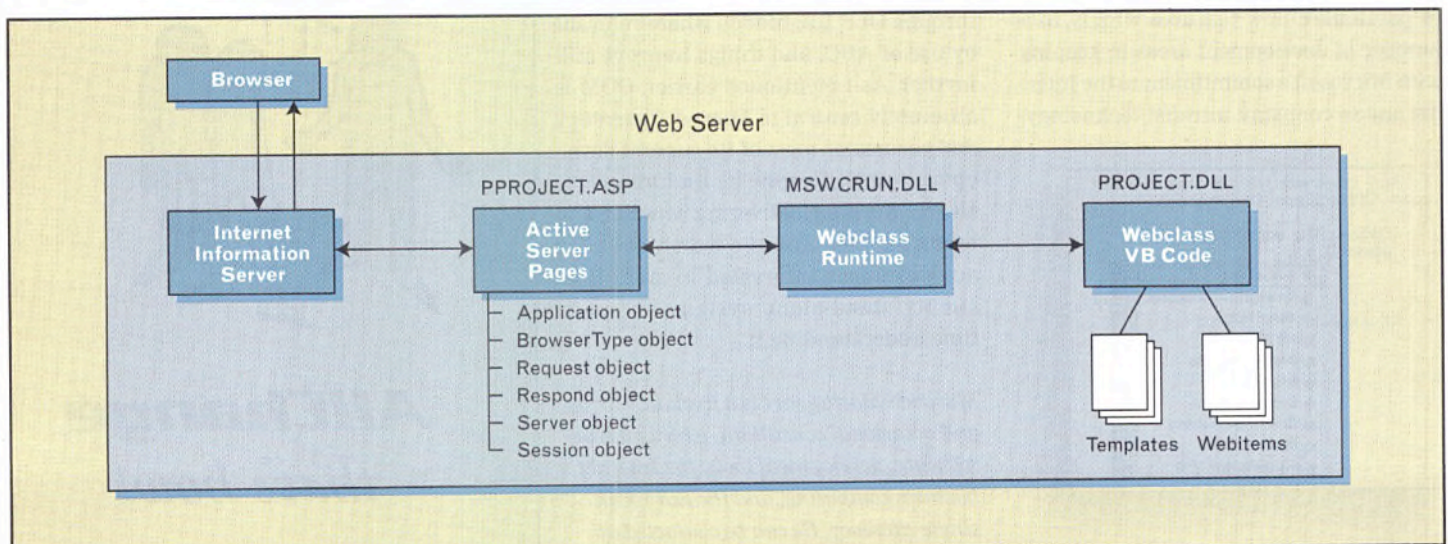 Browser
Web Server
PPROJECT.ASP
MSWCRUN.DLL
PROJECT.DLL
Internet
Information
Server
Active
Server
Pages
Webclass
Runtime
Webclass
VB Code
Application object
BrowserType object
Request object
Respond object
Server object
Session object
Templates
Webitems